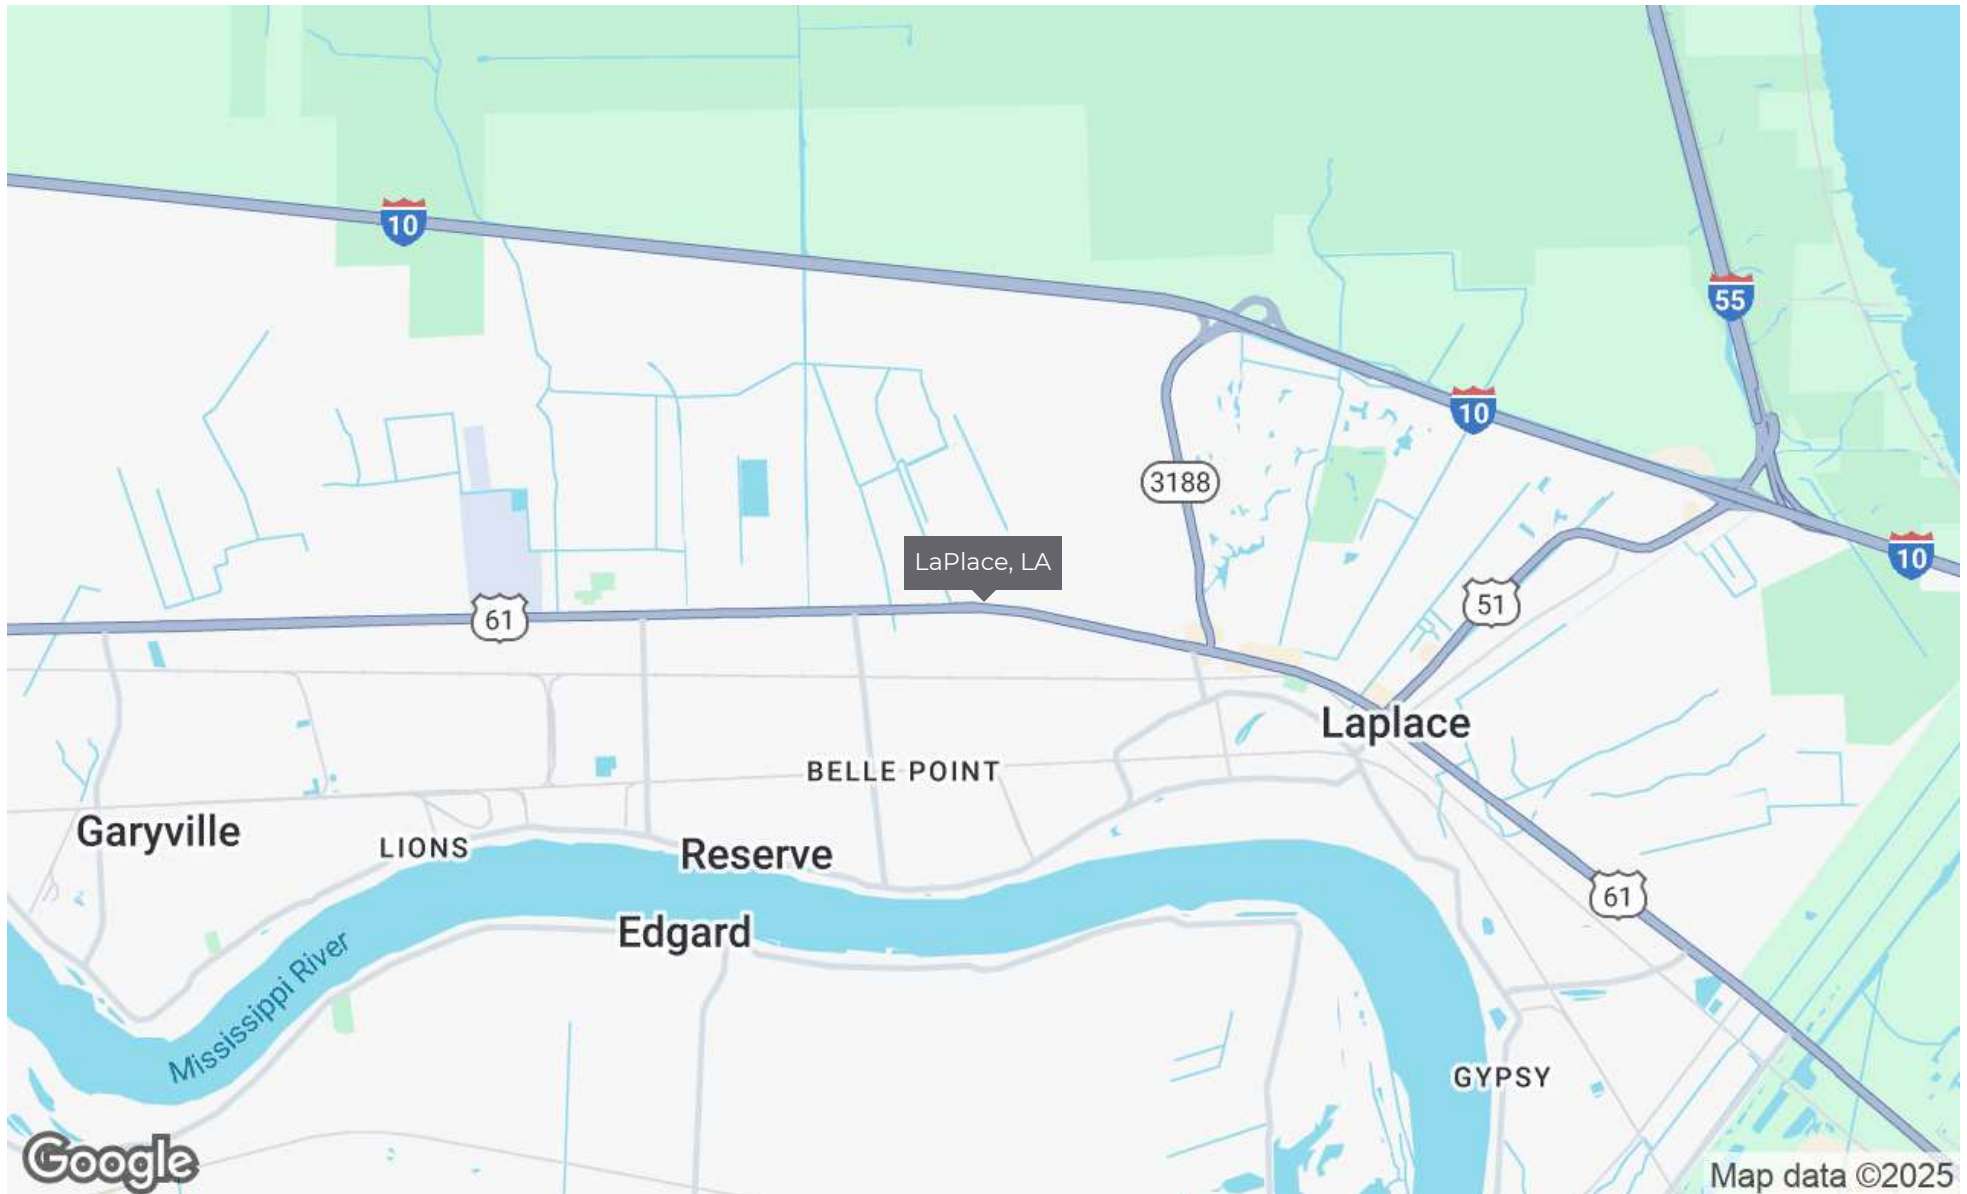 10
55
10
3188
LaPlace, LA
10
51
61
Laplace
BELLE POINT
Garyville
LIONS
Reserve
61
Edgard
Mississippi River
GYPSY
Google
Map data ©2025